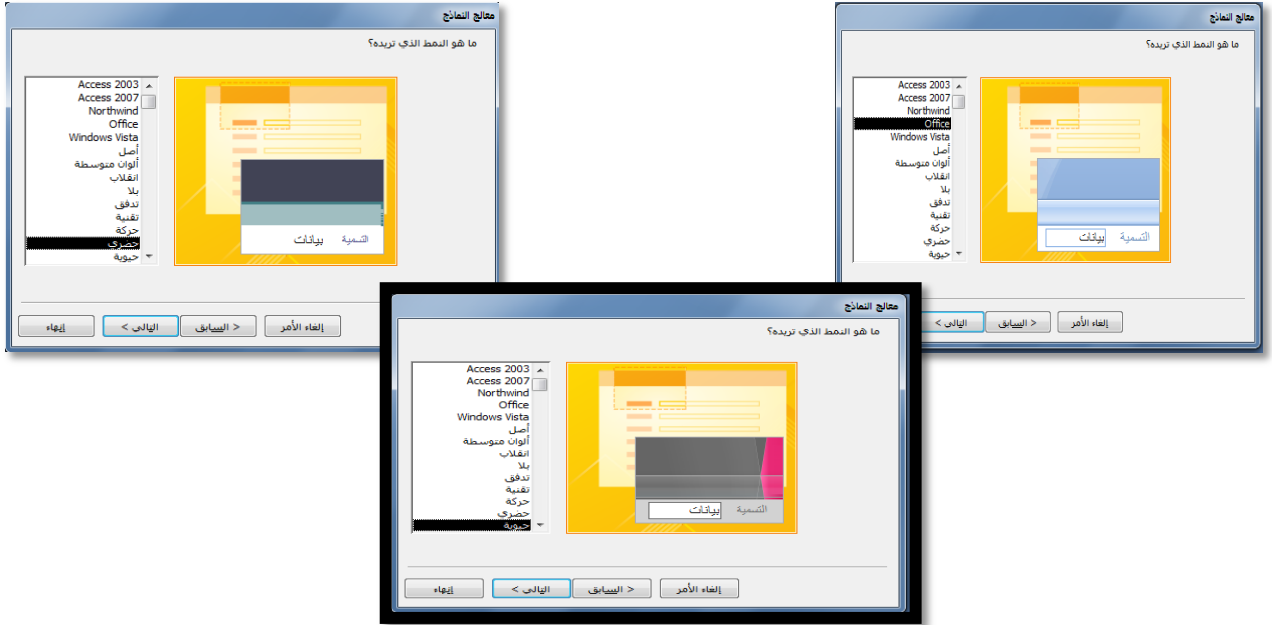 معالج النماذج
ما هو النمط الذي تريده؟
Access 2003
Access 2007
Northwind
Office
Windows Vista
أصل
ألوان متوسطة
انقلاب
بلا
تدفق
تقنية
حركة
حضري
حيوية
التسمية بيانات
إلغاء الأمر
< السابق
التالي >
إنهاء
معالج النماذج
ما هو النمط الذي تريده؟
Access 2003
Access 2007
Northwind
Office
Windows Vista
أصل
ألوان متوسطة
انقلاب
بلا
تدفق
تقنية
حركة
حضري
حيوية
التسمية بيانات
إلغاء الأمر
< السابق
التالي >
معالج النماذج
ما هو النمط الذي تريده؟
Access 2003
Access 2007
Northwind
Office
Windows Vista
أصل
ألوان متوسطة
انقلاب
بلا
تدفق
تقنية
حركة
حضري
حيوية
التسمية بيانات
إلغاء الأمر
< السابق
التالي >
إنهاء